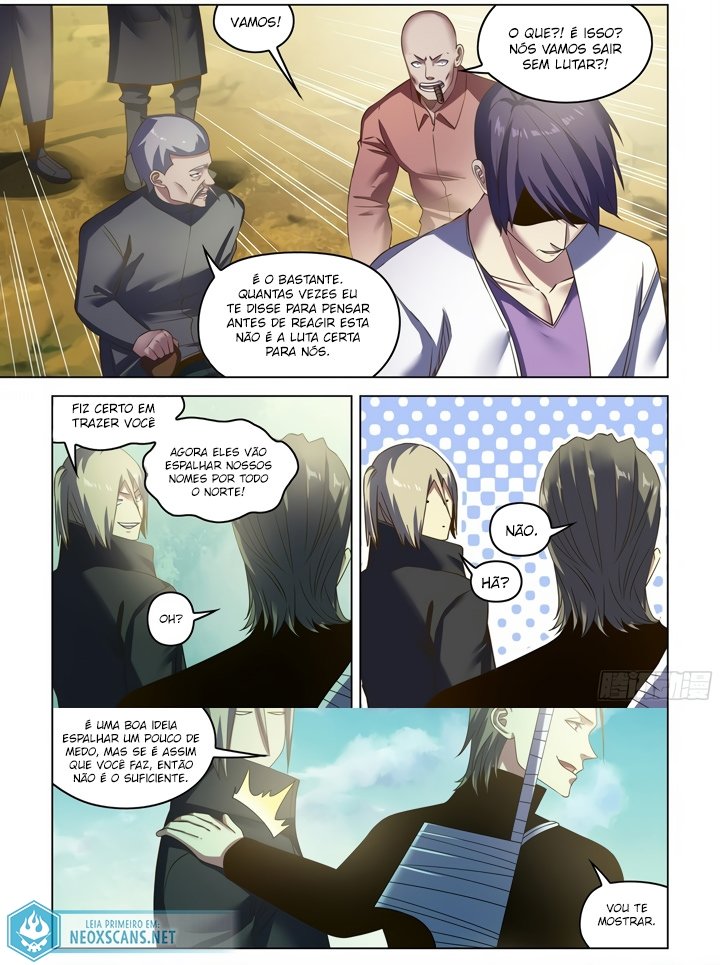 VAMOS!
O QUE?! É ISSO?
NÓS VAMOS SAIR
SEM LUTAR?!
É O BASTANTE.
QUANTAS VEZES EU
TE DISSE PARA PENSAR
ANTES DE REAGIR ESTA
NÃO É A LUTA CERTA
PARA NÓS.
FIZ CERTO EM
TRAZER VOCÊ
AGORA ELES VÃO
ESPALHAR NOSSOS
NOMES POR TODO
O NORTE!
OH?
NÃO.
HÃ?
É UMA BOA IDEIA
ESPALHAR UM POUCO DE
MEDO, MAS SE É ASSIM
QUE VOCÊ FAZ, ENTÃO
NÃO É O SUFICIENTE.
VOU TE
MOSTRAR.
LEIA PRIMEIRO EM:
NEOXSCANS.NET